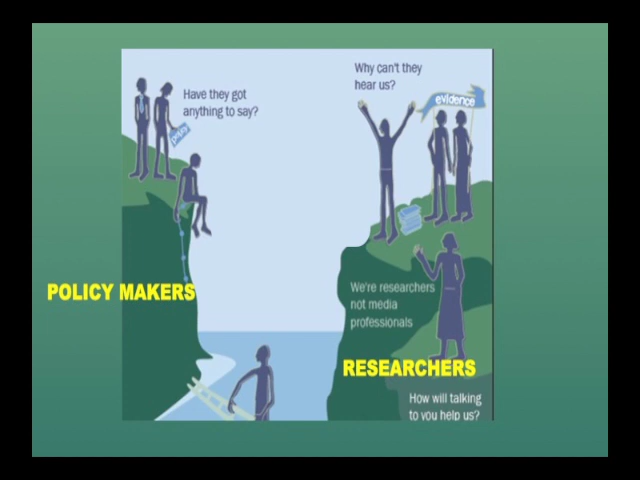 Why can't they
hear us?
Have they got
anything to say?
evidence
policy
POLICY MAKERS
We're researchers
not media
professionals
RESEARCHERS
How will talking
to you help us?